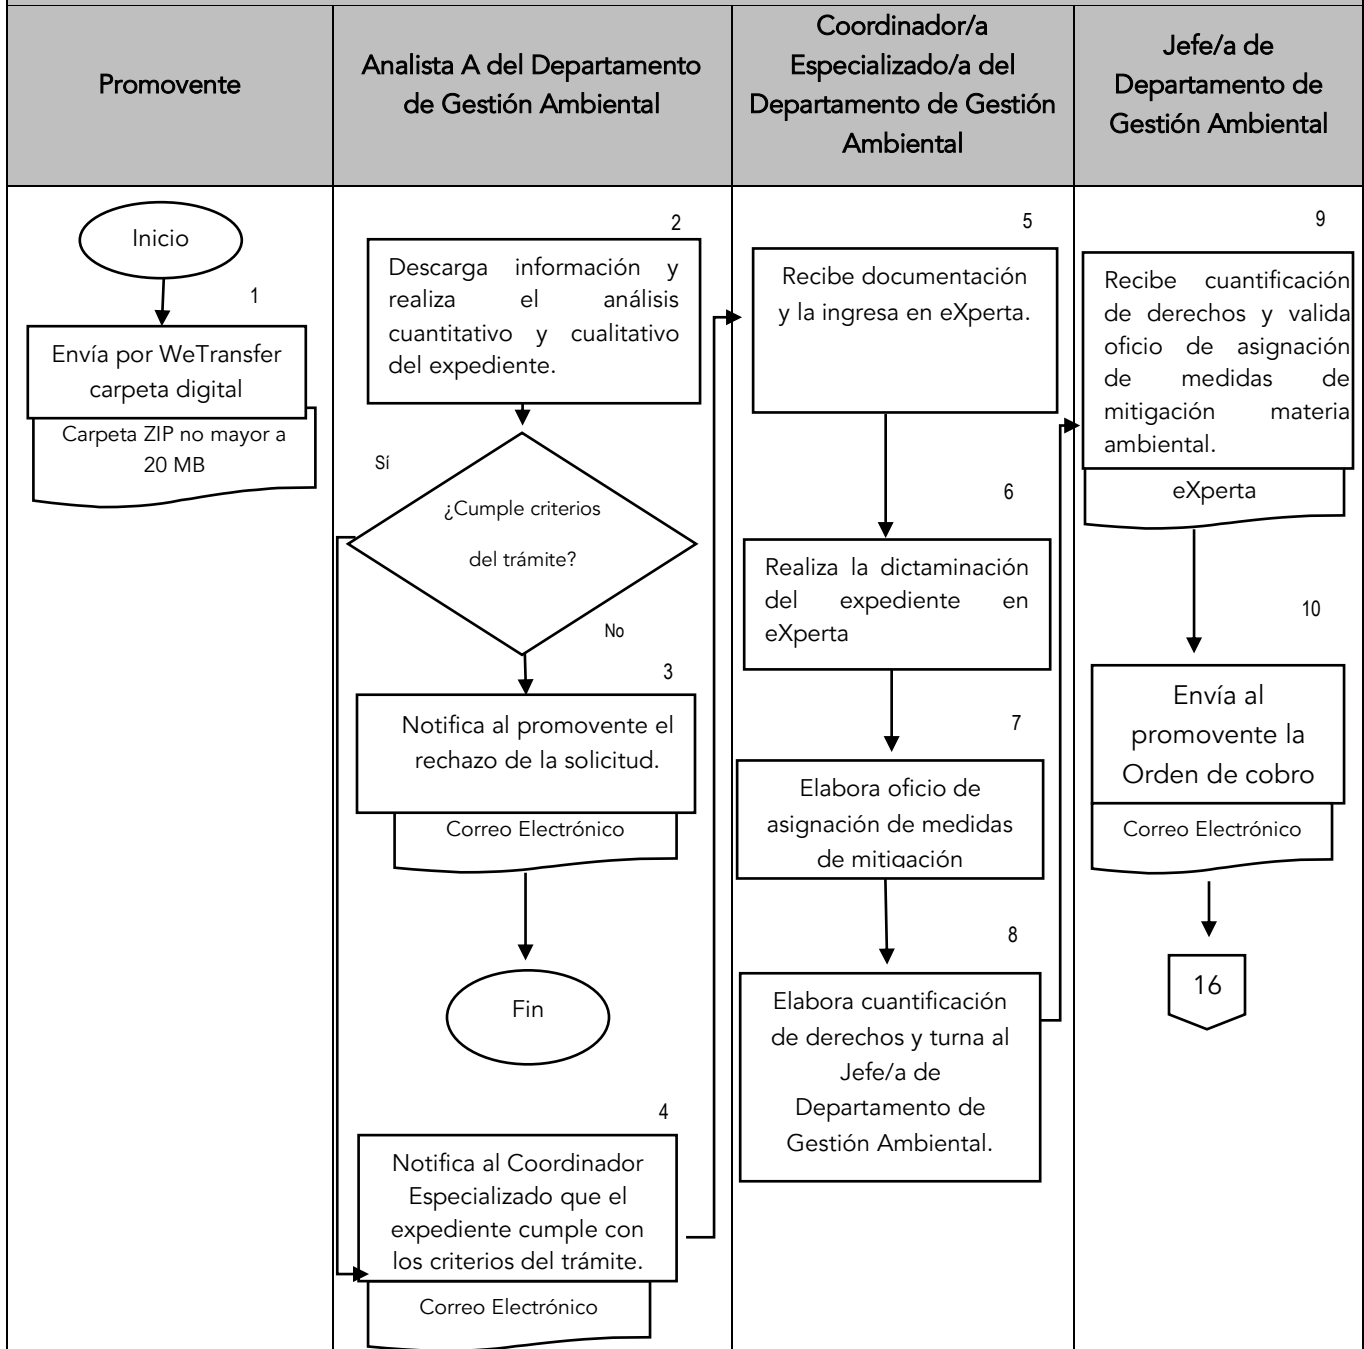 Promovente
Analista A del Departamento
de Gestión Ambiental
Coordinador/a
Especializado/a del
Departamento de Gestión
Ambiental
Jefe/a de
Departamento de
Gestión Ambiental
Inicio
1
Envía por WeTransfer
carpeta digital
Carpeta ZIP no mayor a
20 MB
2
Descarga información y
realiza el análisis
cuantitativo y cualitativo
del expediente.
Sí
¿Cumple criterios
del trámite?
No
3
Notifica al promovente el
rechazo de la solicitud.
Correo Electrónico
Fin
4
Notifica al Coordinador
Especializado que el
expediente cumple con
los criterios del trámite.
Correo Electrónico
5
Recibe documentación
y la ingresa en eXperta.
6
Realiza la dictaminación
del expediente en
eXperta
7
Elabora oficio de
asignación de medidas
de mitigación
8
Elabora cuantificación
de derechos y turna al
Jefe/a de
Departamento de
Gestión Ambiental.
9
Recibe cuantificación
de derechos y valida
oficio de asignación
de medidas de
mitigación materia
ambiental.
eXperta
10
Envía al
promovente la
Orden de cobro
Correo Electrónico
16